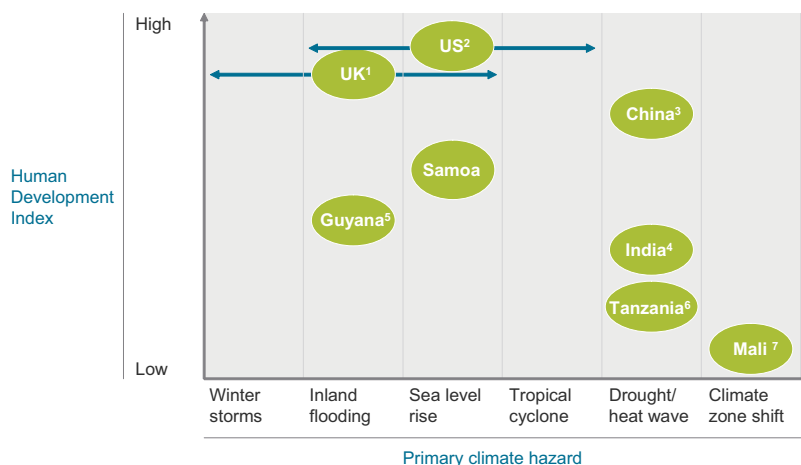 High
US²
UK¹
China³
Human
Development
Index
Samoa
Guyana⁵
India⁴
Tanzania⁶
Mali ⁷
Low
Winter
storms
Inland
flooding
Sea level
rise
Tropical
cyclone
Drought/
heat wave
Climate
zone shift
Primary climate hazard